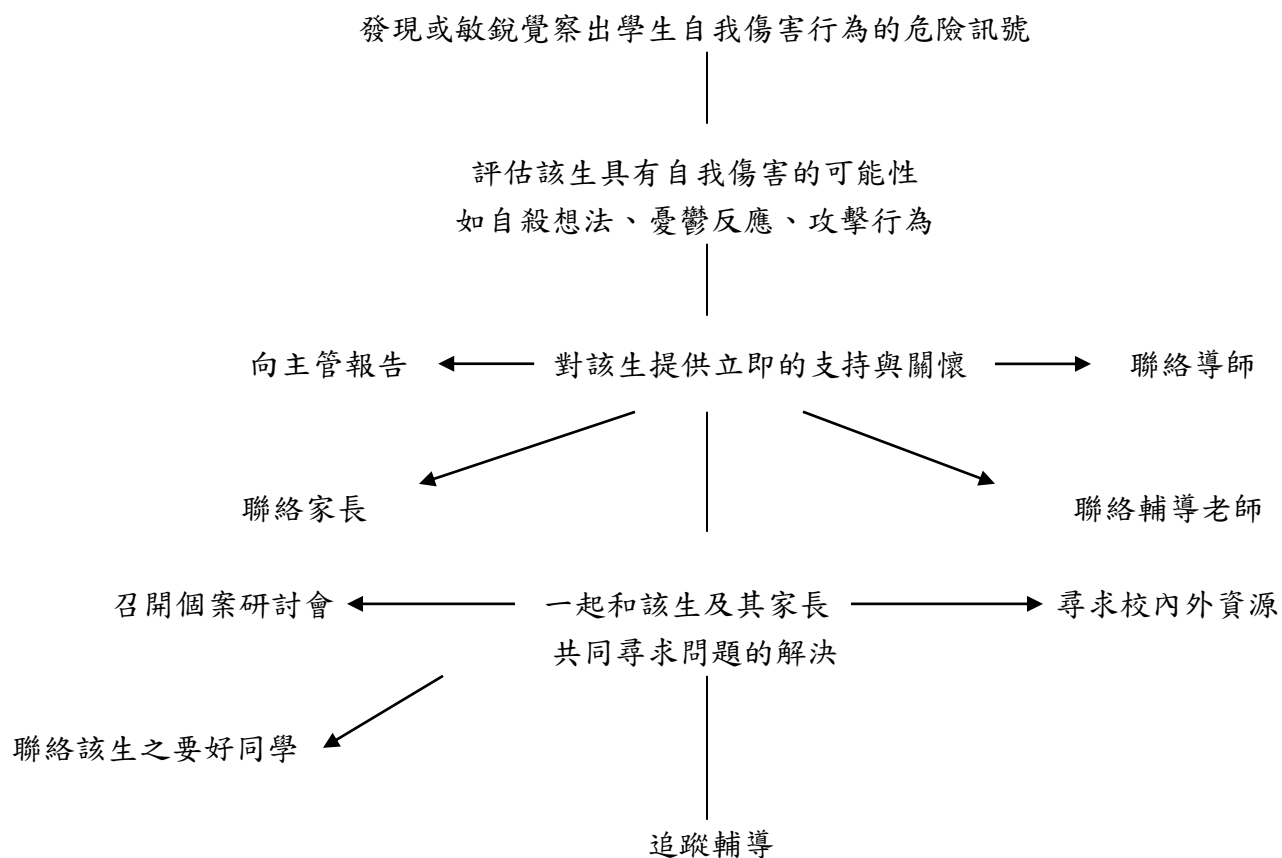 發現或敏銳覺察出學生自我傷害行為的危險訊號
評估該生具有自我傷害的可能性
如自殺想法、憂鬱反應、攻擊行為
向主管報告
對該生提供立即的支持與關懷
聯絡導師
聯絡家長
聯絡輔導老師
召開個案研討會
一起和該生及其家長
共同尋求問題的解決
尋求校內外資源
聯絡該生之要好同學
追蹤輔導